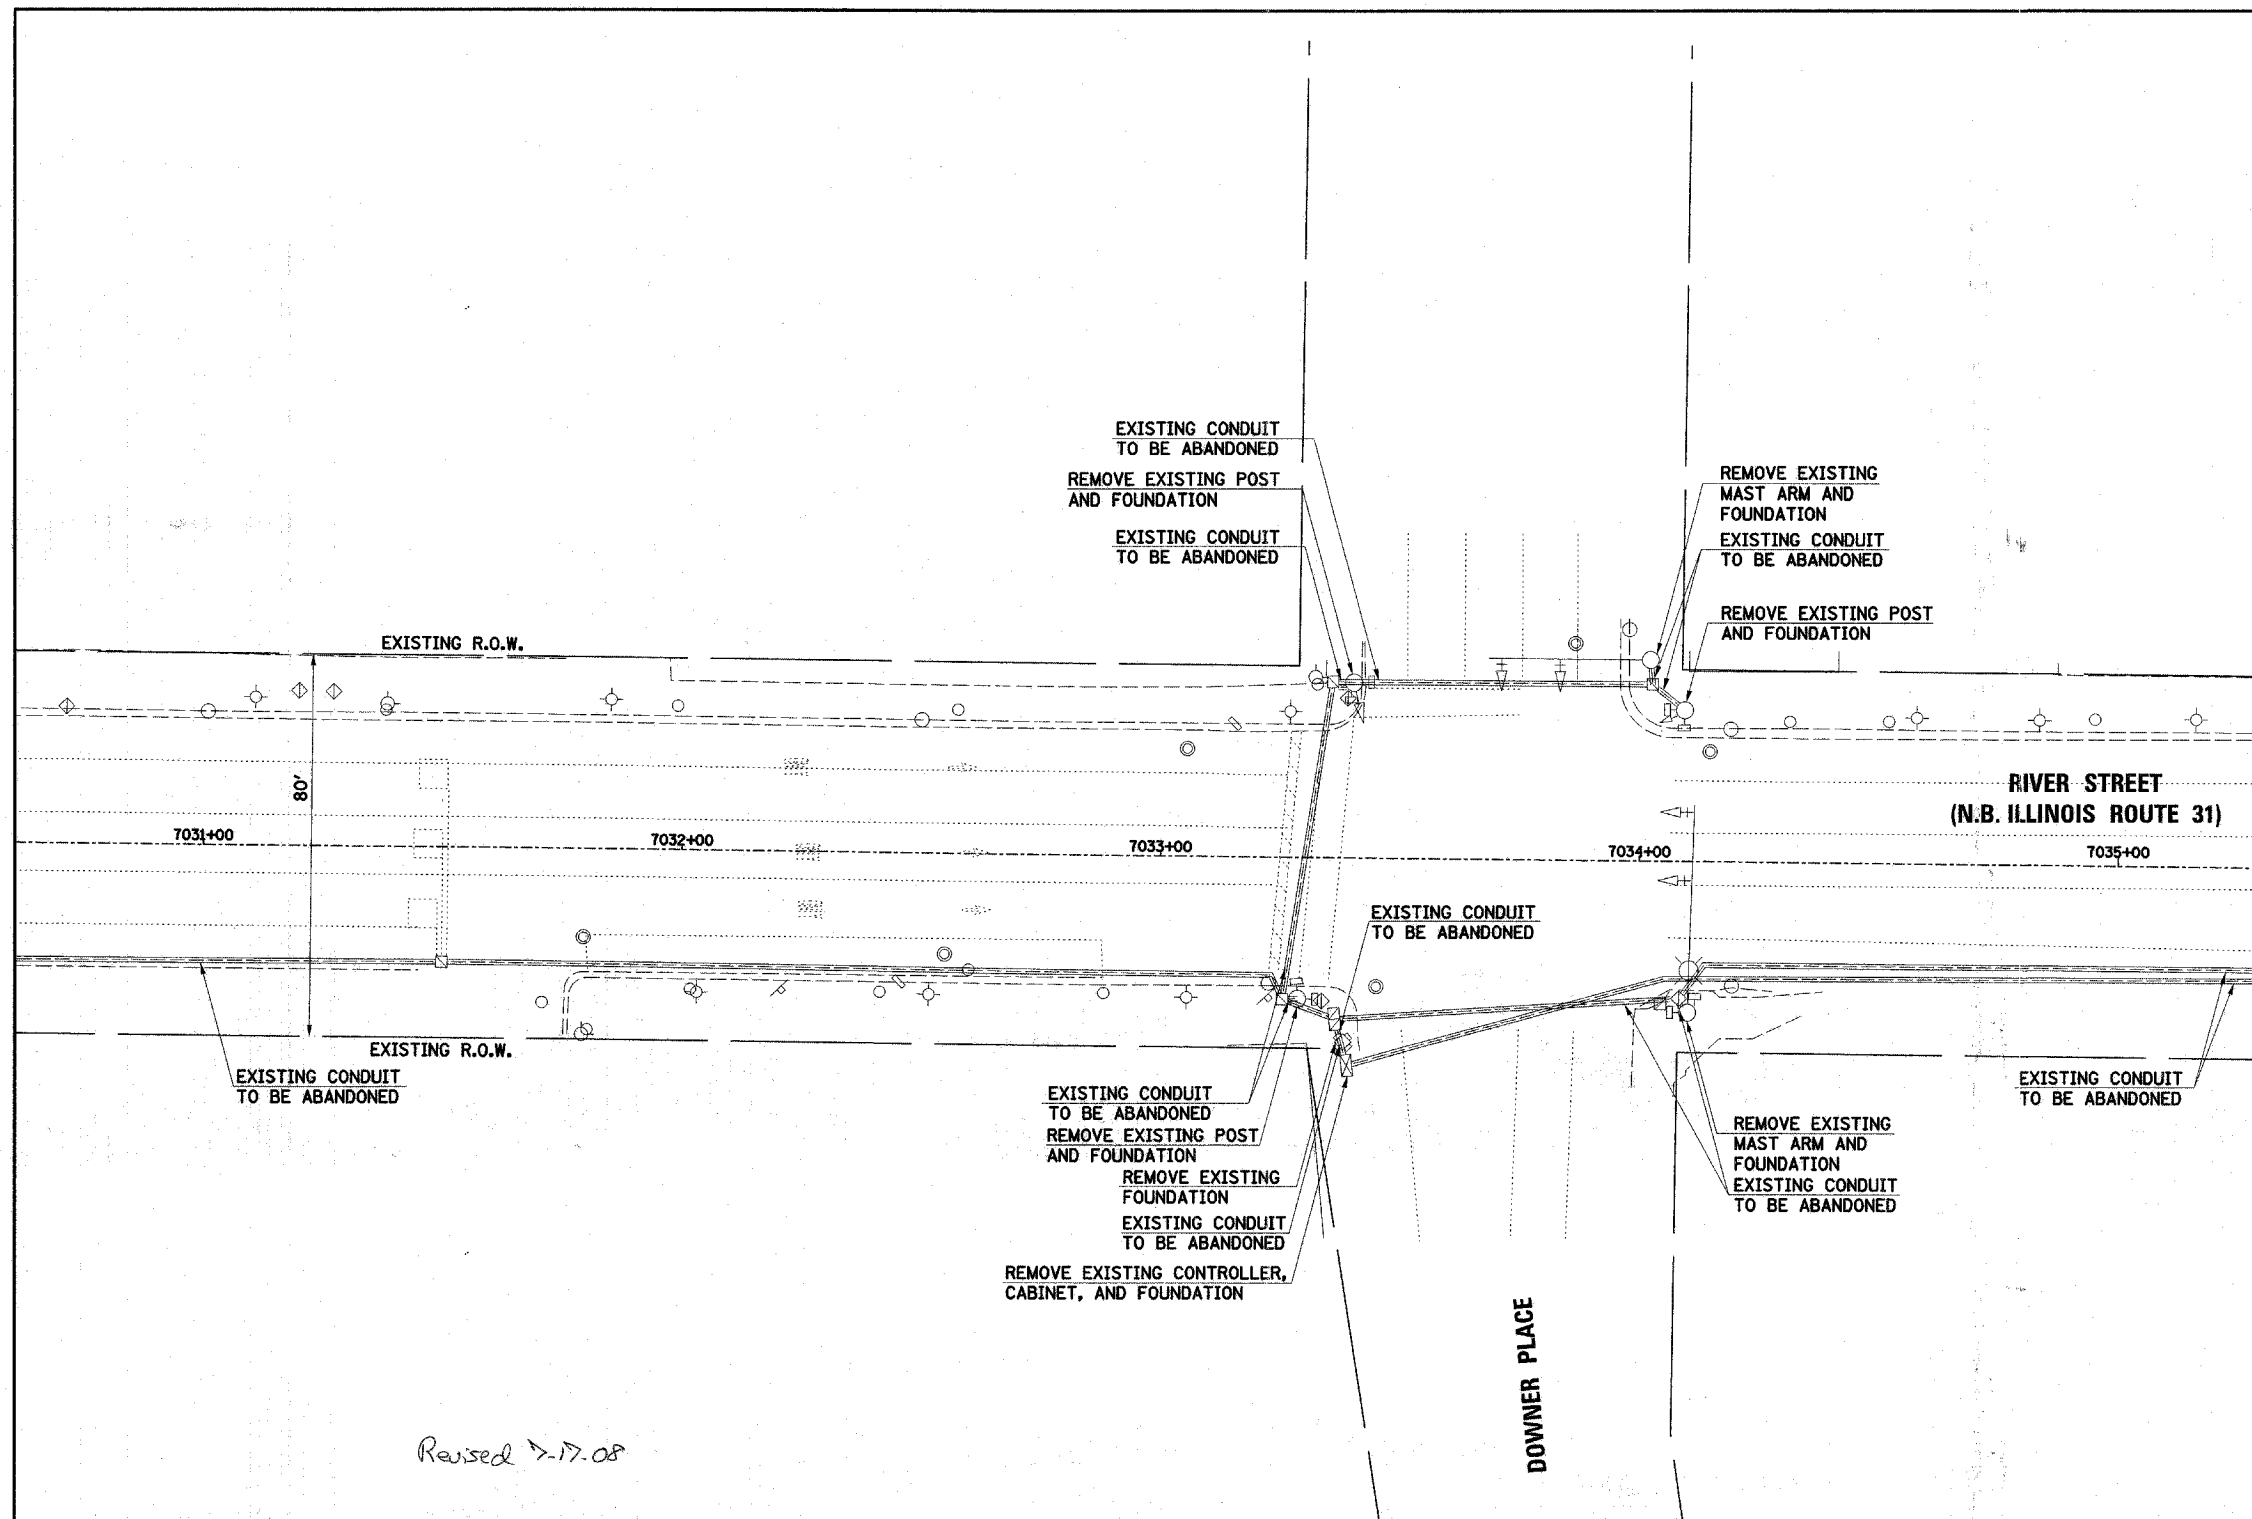 EXISTING CONDUIT
TO BE ABANDONED
REMOVE EXISTING POST
AND FOUNDATION
EXISTING CONDUIT
TO BE ABANDONED
REMOVE EXISTING
MAST ARM AND
FOUNDATION
EXISTING CONDUIT
TO BE ABANDONED
REMOVE EXISTING POST
AND FOUNDATION
EXISTING R.O.W.
80'
RIVER STREET
(N.B. ILLINOIS ROUTE 31)
7031+00
7032+00
7033+00
7034+00
7035+00
EXISTING CONDUIT
TO BE ABANDONED
EXISTING R.O.W.
EXISTING CONDUIT
TO BE ABANDONED
EXISTING CONDUIT
TO BE ABANDONED
REMOVE EXISTING POST
AND FOUNDATION
REMOVE EXISTING
FOUNDATION
EXISTING CONDUIT
TO BE ABANDONED
REMOVE EXISTING CONTROLLER,
CABINET, AND FOUNDATION
EXISTING CONDUIT
TO BE ABANDONED
REMOVE EXISTING
MAST ARM AND
FOUNDATION
EXISTING CONDUIT
TO BE ABANDONED
DOWNER PLACE
Revised 7-17-08